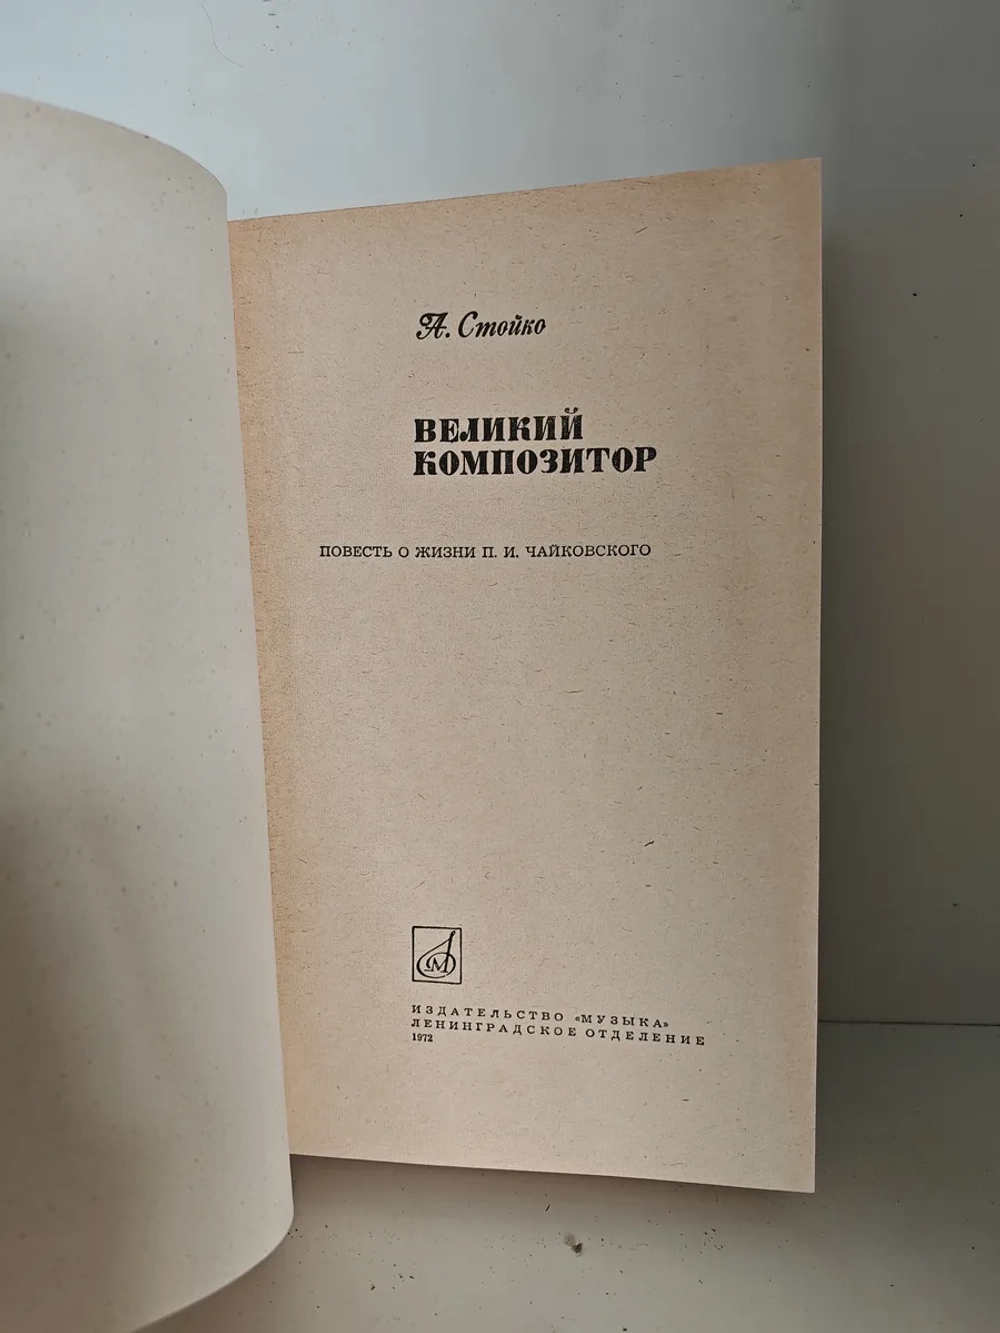 А. Стойко
ВЕЛИКИЙ
КОМПОЗИТОР
ПОВЕСТЬ О ЖИЗНИ П. И. ЧАЙКОВСКОГО
М
ИЗДАТЕЛЬСТВО «МУЗЫКА»
ЛЕНИНГРАДСКОЕ ОТДЕЛЕНИЕ
1972